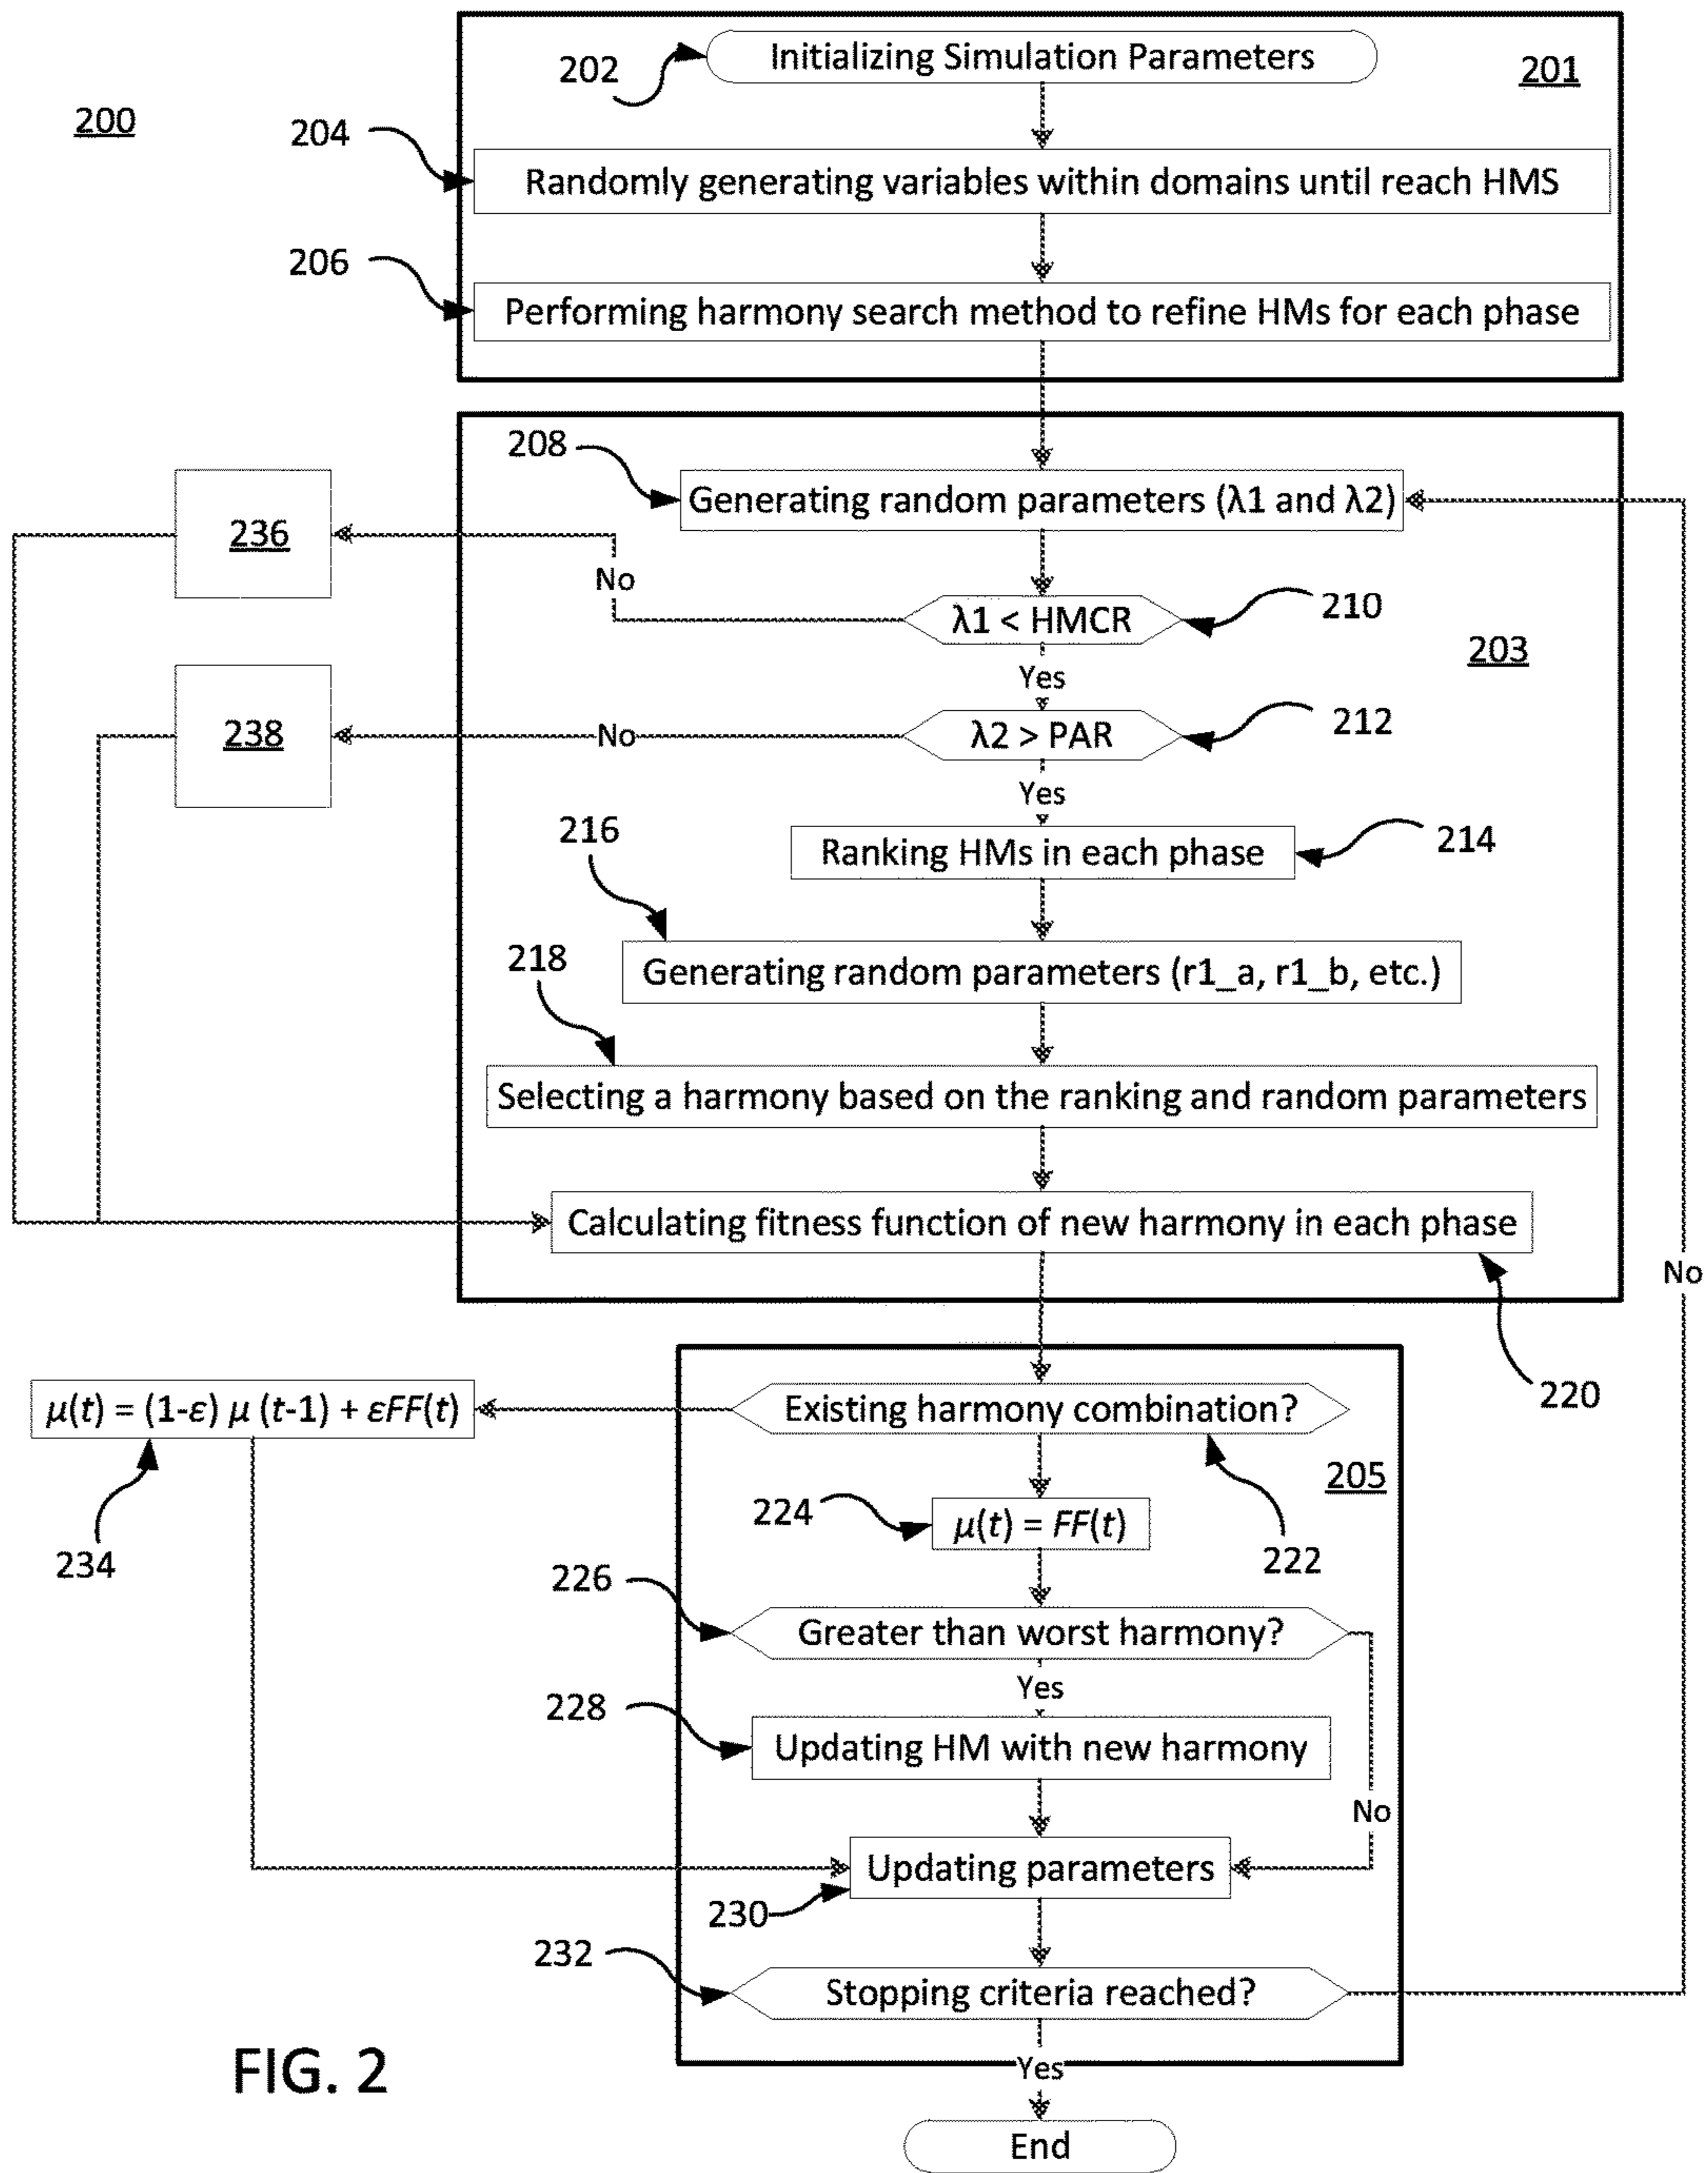 202
Initializing Simulation Parameters
201
200
204
Randomly generating variables within domains until reach HMS
206
Performing harmony search method to refine HMs for each phase
208
Generating random parameters (λ1 and λ2)
236
No
λ1 < HMCR
210
203
Yes
238
No
λ2 > PAR
212
Yes
216
Ranking HMs in each phase
214
218
Generating random parameters (r1_a, r1_b, etc.)
Selecting a harmony based on the ranking and random parameters
Calculating fitness function of new harmony in each phase
No
220
μ(t) = (1-ε) μ (t-1) + εFF(t)
Existing harmony combination?
205
224
μ(t) = FF(t)
222
234
226
Greater than worst harmony?
Yes
228
Updating HM with new harmony
No
Updating parameters
230
232
Stopping criteria reached?
FIG. 2
Yes
End